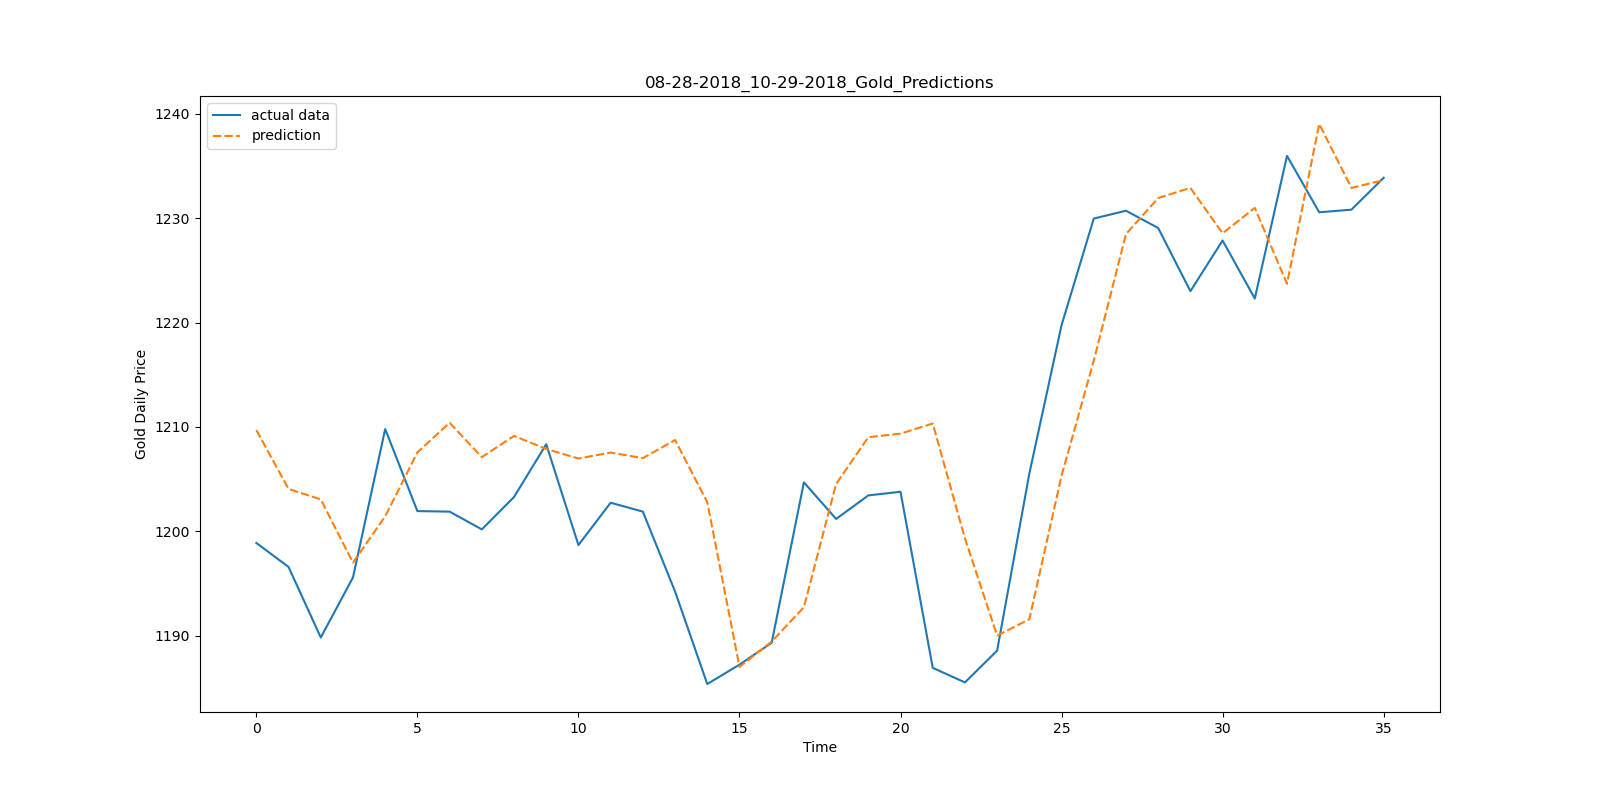 08-28-2018_10-29-2018_Gold_Predictions
actual data
prediction
1240
1230
1220
1210
1200
1190
Gold Daily Price
0 5 10 15 20 25 30 35
Time